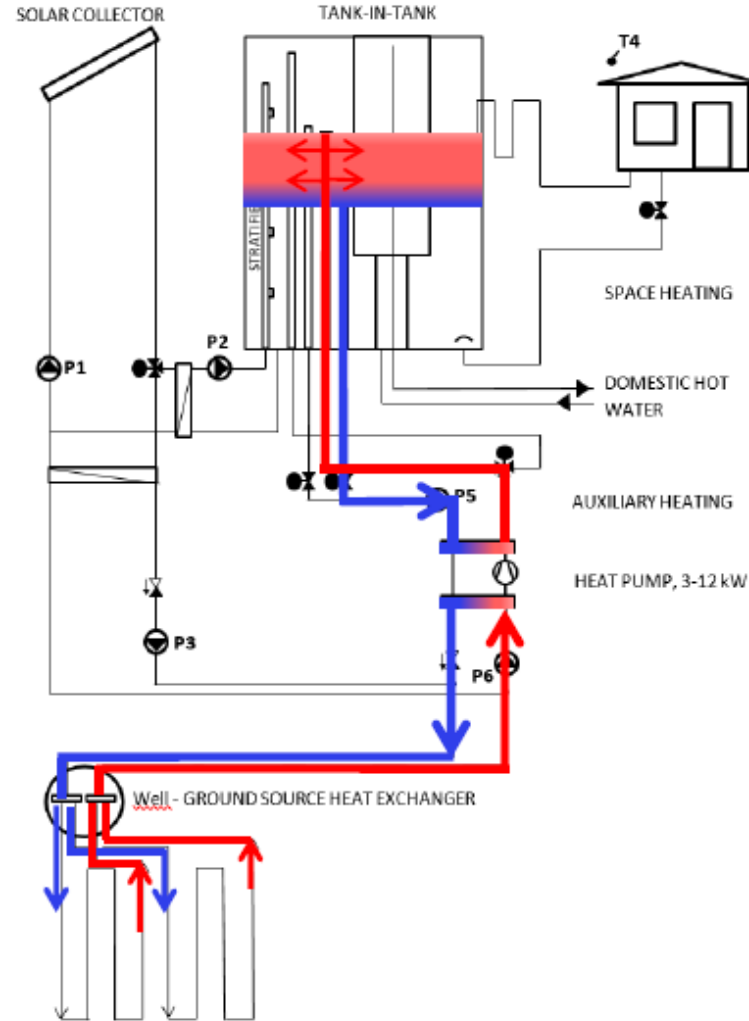 SOLAR COLLECTOR
TANK-IN-TANK
T4
STRATIFIE
SPACE HEATING
P1
P2
DOMESTIC HOT
WATER
P5
AUXILIARY HEATING
HEAT PUMP, 3-12 kW
P3
P6
Well - GROUND SOURCE HEAT EXCHANGER